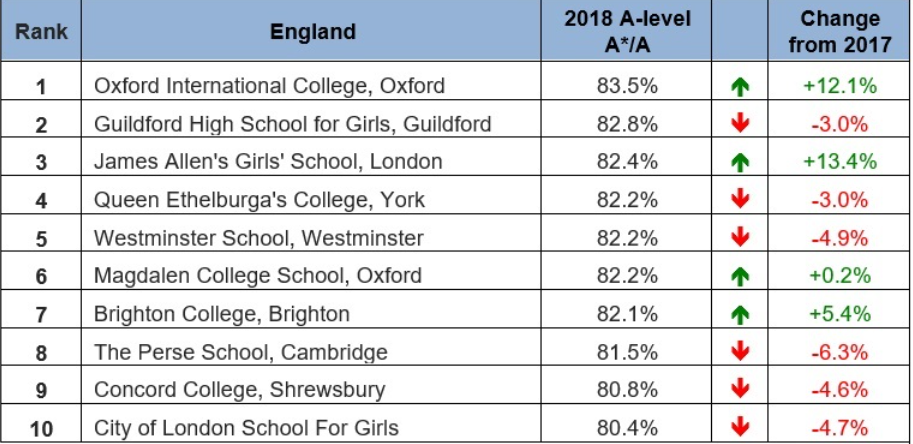 Rank England 2018 A-level A*/A Change from 2017
1 Oxford International College, Oxford 83.5% +12.1%
2 Guildford High School for Girls, Guildford 82.8% -3.0%
3 James Allen's Girls' School, London 82.4% +13.4%
4 Queen Ethelburga's College, York 82.2% -3.0%
5 Westminster School, Westminster 82.2% -4.9%
6 Magdalen College School, Oxford 82.2% +0.2%
7 Brighton College, Brighton 82.1% +5.4%
8 The Perse School, Cambridge 81.5% -6.3%
9 Concord College, Shrewsbury 80.8% -4.6%
10 City of London School For Girls 80.4% -4.7%